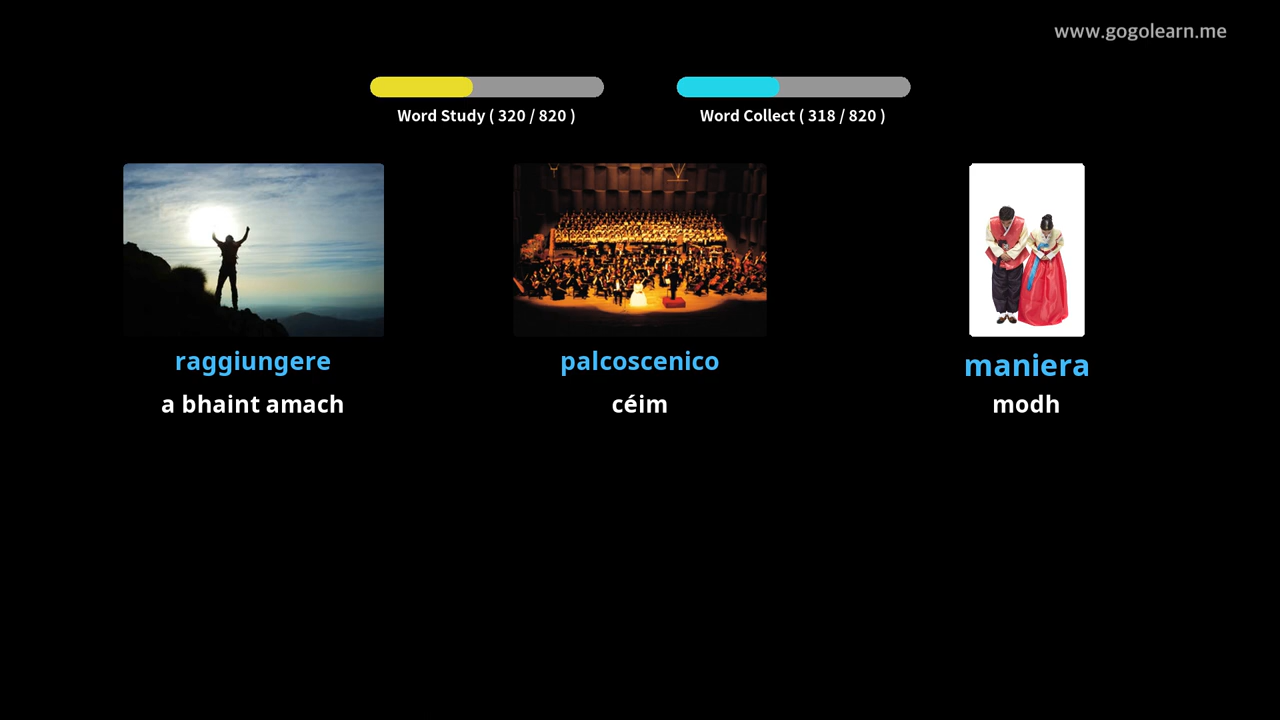 www.gogolearn.me
Word Study ( 320 / 820 )
Word Collect ( 318 / 820 )
raggiungere
a bhaint amach
palcoscenico
céim
maniera
modh